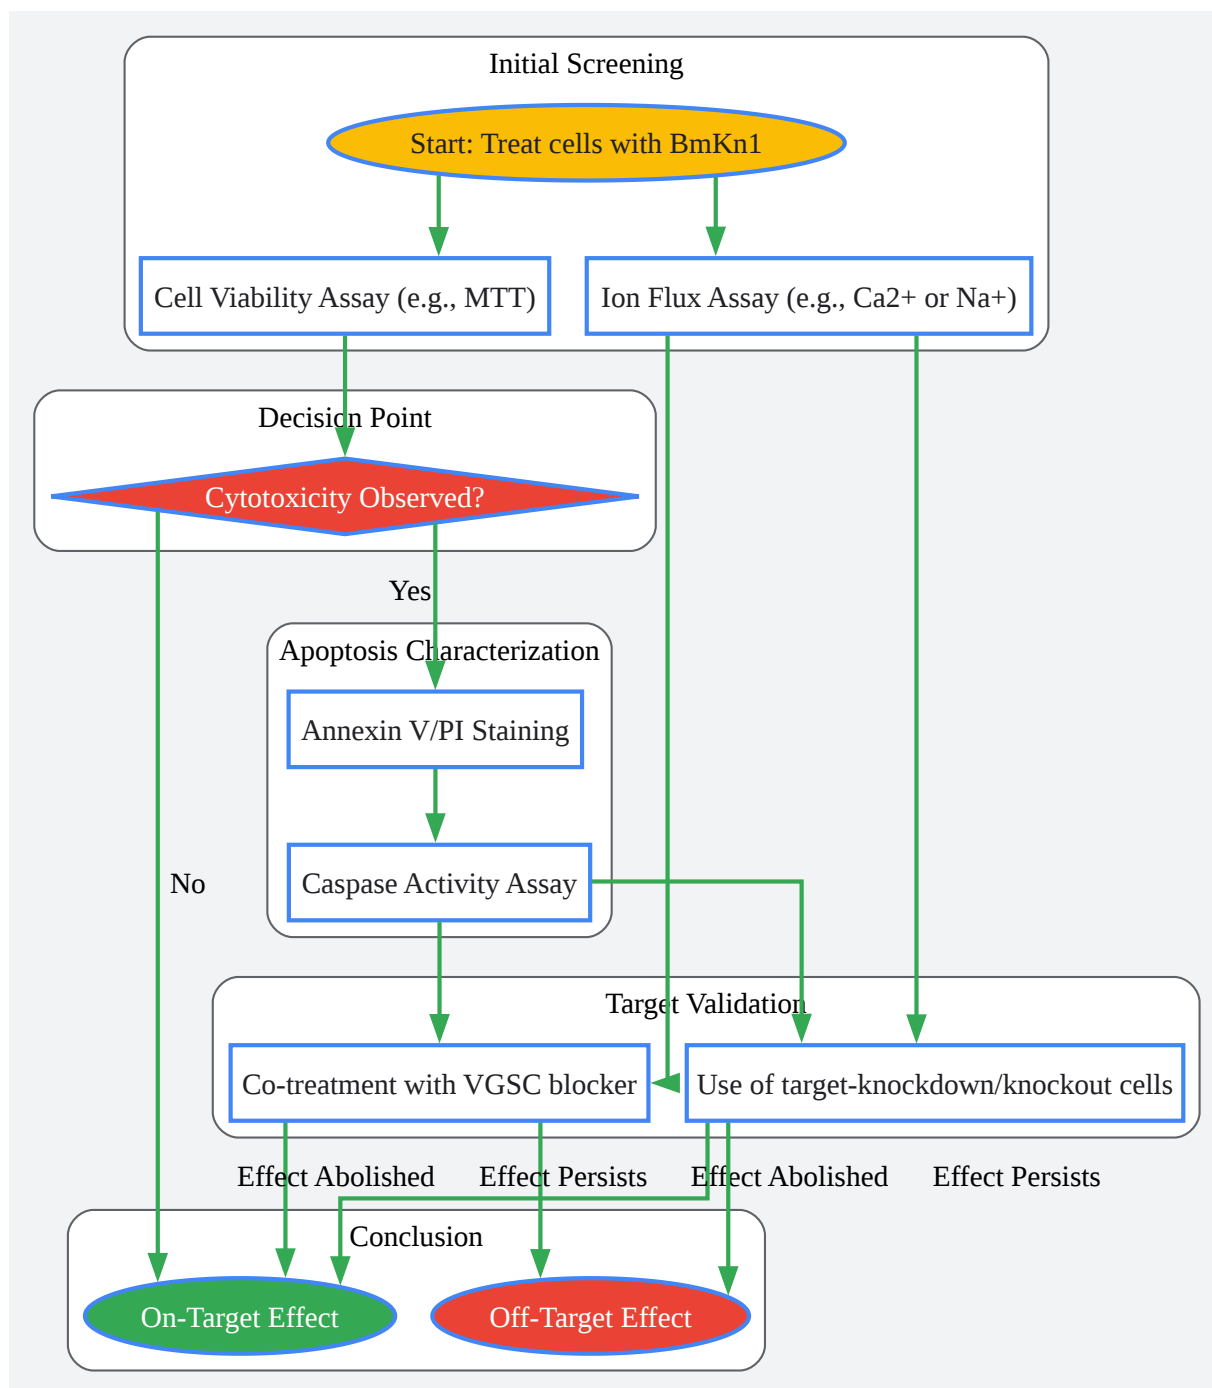 Initial Screening
Start: Treat cells with BmKn1
Cell Viability Assay (e.g., MTT)
Ion Flux Assay (e.g., Ca2+ or Na+)
Decision Point
Cytotoxicity Observed?
Yes
Apoptosis Characterization
Annexin V/PI Staining
No
Caspase Activity Assay
Target Validation
Co-treatment with VGSC blocker
Use of target-knockdown/knockout cells
Effect Abolished
Effect Persists
Effect Abolished
Effect Persists
Conclusion
On-Target Effect
Off-Target Effect